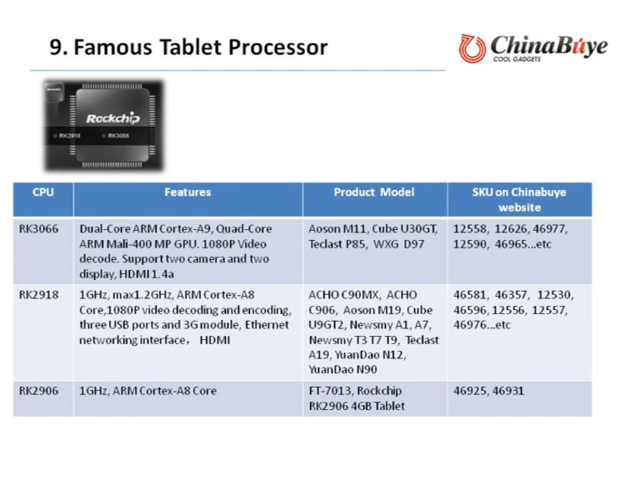 9. Famous Tablet Processor
ChinaBuye
COOL GADGETS
Rockchip
RK2918 RK3066
CPU Features Product Model SKU on Chinabuye
website
RK3066 Dual-Core ARM Cortex-A9, Quad-Core Aoson M11, Cube U30GT, 12558, 12626, 46977,
ARM Mali-400 MP GPU. 1080P Video Teclast P85, WXG D97 12590, 46965...etc
decode. Support two camera and two
display, HDMI 1.4a
RK2918 1GHz, max1.2GHz, ARM Cortex-A8 ACHO C90MX, ACHO 46581, 46357, 12530,
Core,1080P video decoding and encoding, C906, Aoson M19, Cube 46596, 12556, 12557,
three USB ports and 3G module, Ethernet U9GT2, Newsmy A1, A7, 46976...etc
networking interface， HDMI Newsmy T3 T7 T9, Teclast
A19, YuanDao N12,
YuanDao N90
RK2906 1GHz, ARM Cortex-A8 Core FT-7013, Rockchip 46925, 46931
RK2906 4GB Tablet